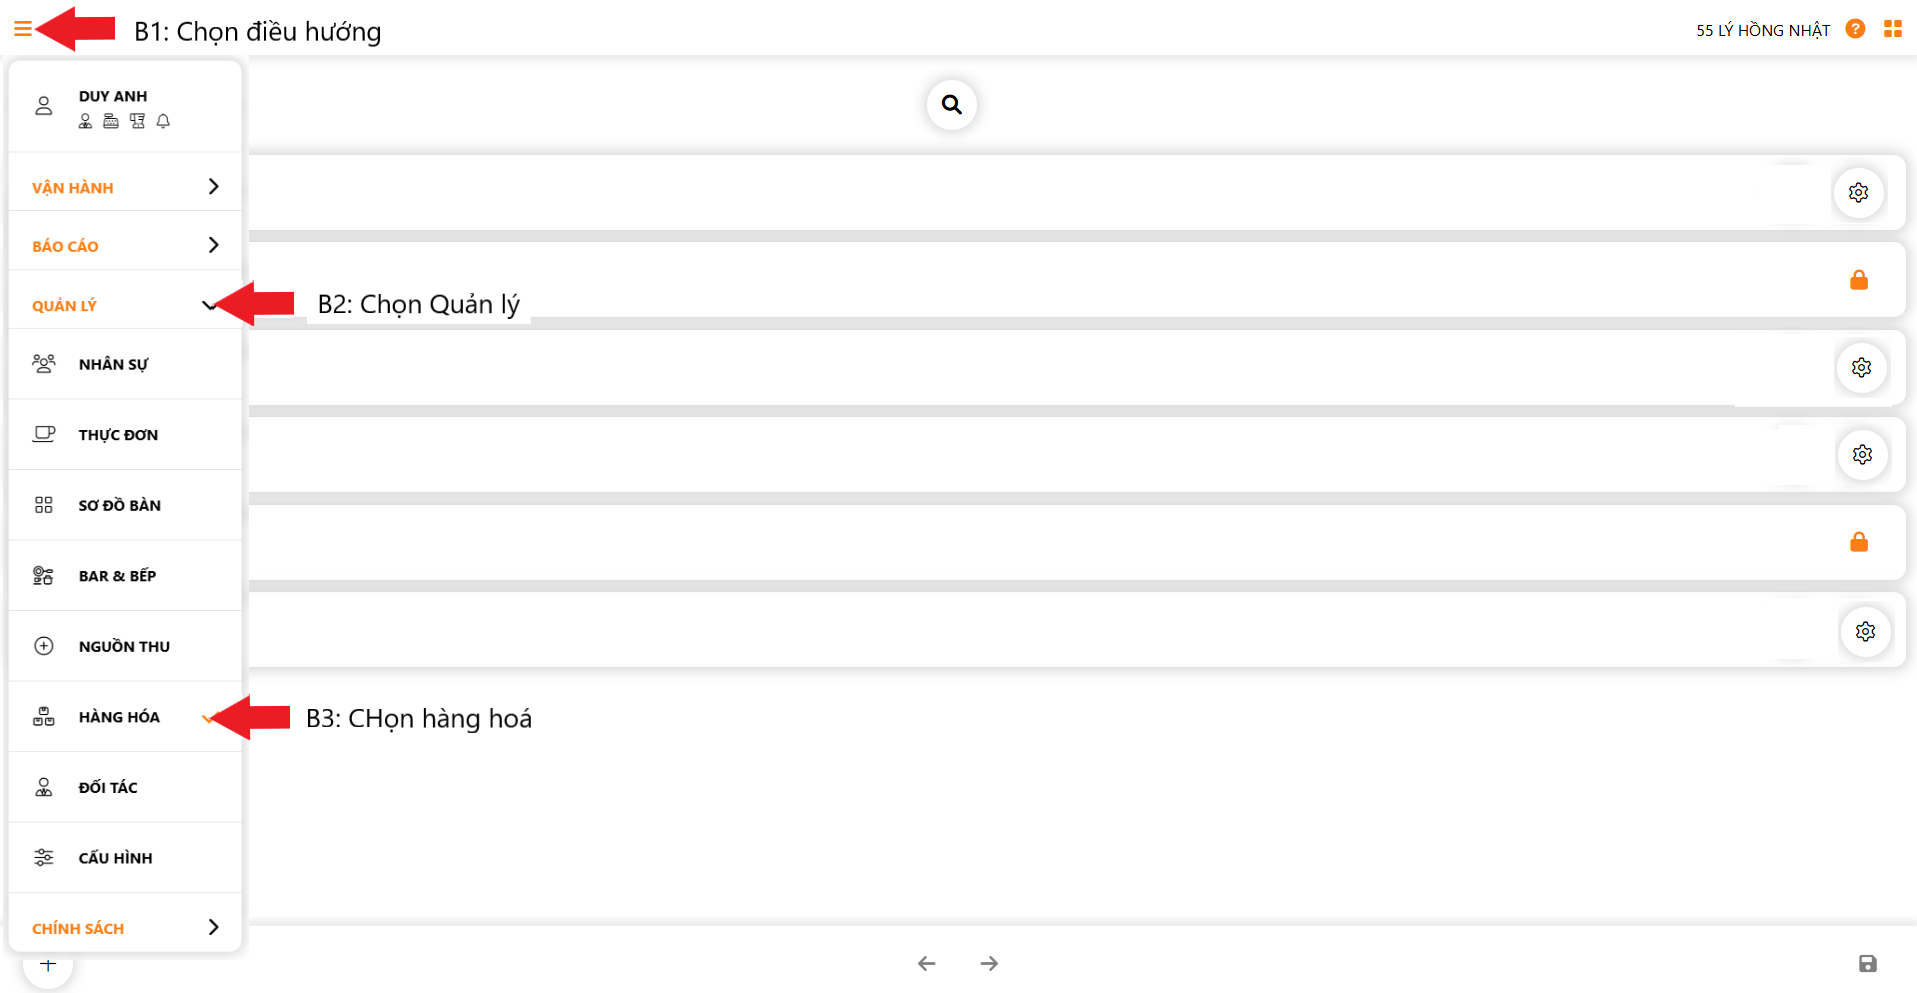 B1: Chọn điều hướng
55 LÝ HỒNG NHẬT
DUY ANH
VẬN HÀNH
BÁO CÁO
QUẢN LÝ
B2: Chọn Quản lý
NHÂN SỰ
THỰC ĐƠN
SƠ ĐỒ BÀN
BAR & BẾP
NGUỒN THU
HÀNG HÓA
B3: CHọn hàng hoá
ĐỐI TÁC
CẤU HÌNH
CHÍNH SÁCH